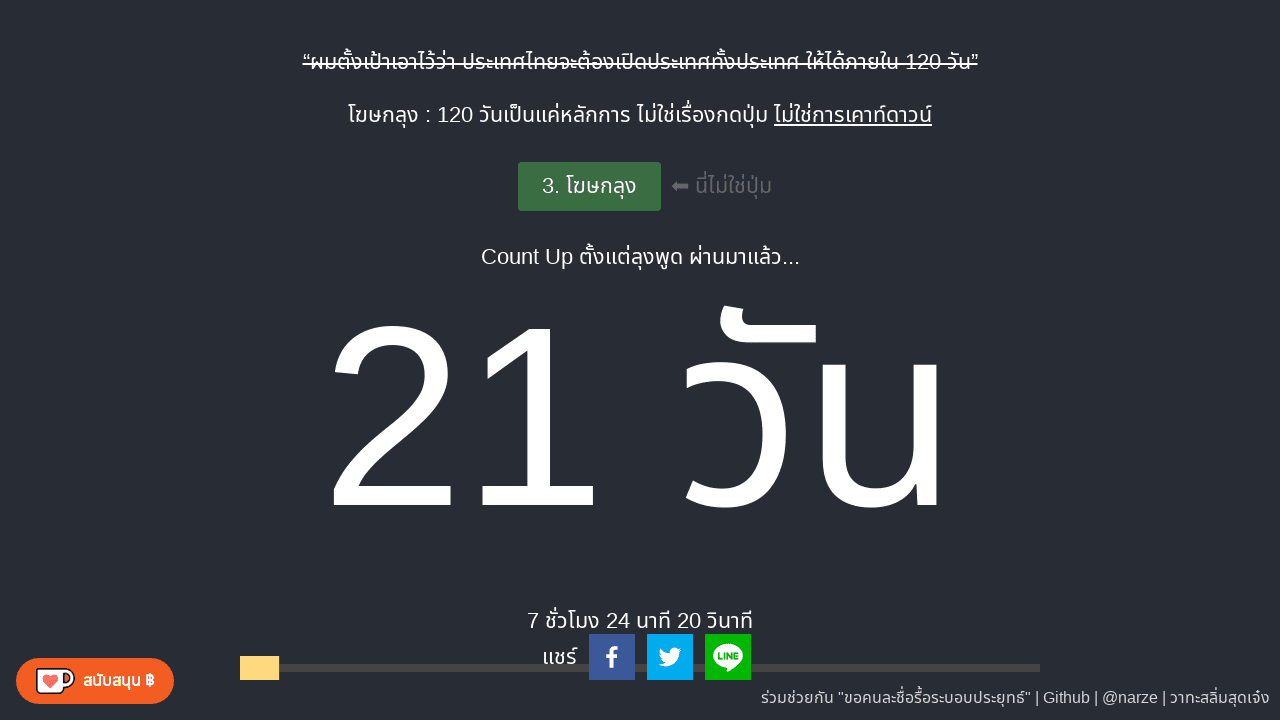 “ผมตั้งเป้าเอาไว้ว่า ประเทศไทยจะต้องเปิดประเทศทั้งประเทศ ให้ได้ภายใน 120 วัน”
โฆษกลุง : 120 วันเป็นแค่หลักการ ไม่ใช่เรื่องกดปุ่ม ไม่ใช่การเคาท์ดาวน์
3. โฆษกลุง ⬅ นี่ไม่ใช่ปุ่ม
Count Up ตั้งแต่ลุงพูด ผ่านมาแล้ว...
21 วัน
7 ชั่วโมง 24 นาที 20 วินาที
แชร์ LINE
สนับสนุน ฿
ร่วมช่วยกัน "ขอคนละชื่อรื้อระบอบประยุทธ์" | Github | @narze | วาทะสลิ่มสุดเจ๋ง